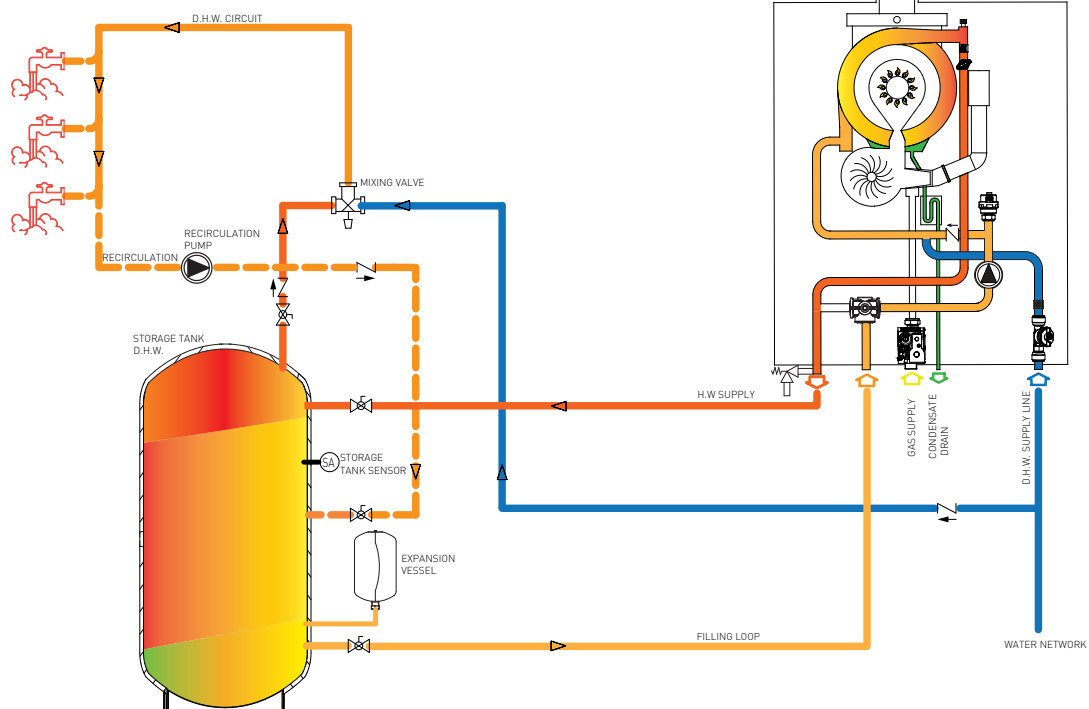 D.H.W. CIRCUIT
MIXING VALVE
RECIRCULATION
PUMP
RECIRCULATION
STORAGE TANK
D.H.W.
H.W SUPPLY
GAS SUPPLY
CONDENSATE
DRAIN
D.H.W. SUPPLY LINE
SA
STORAGE
TANK SENSOR
EXPANSION
VESSEL
FILLING LOOP
WATER NETWORK